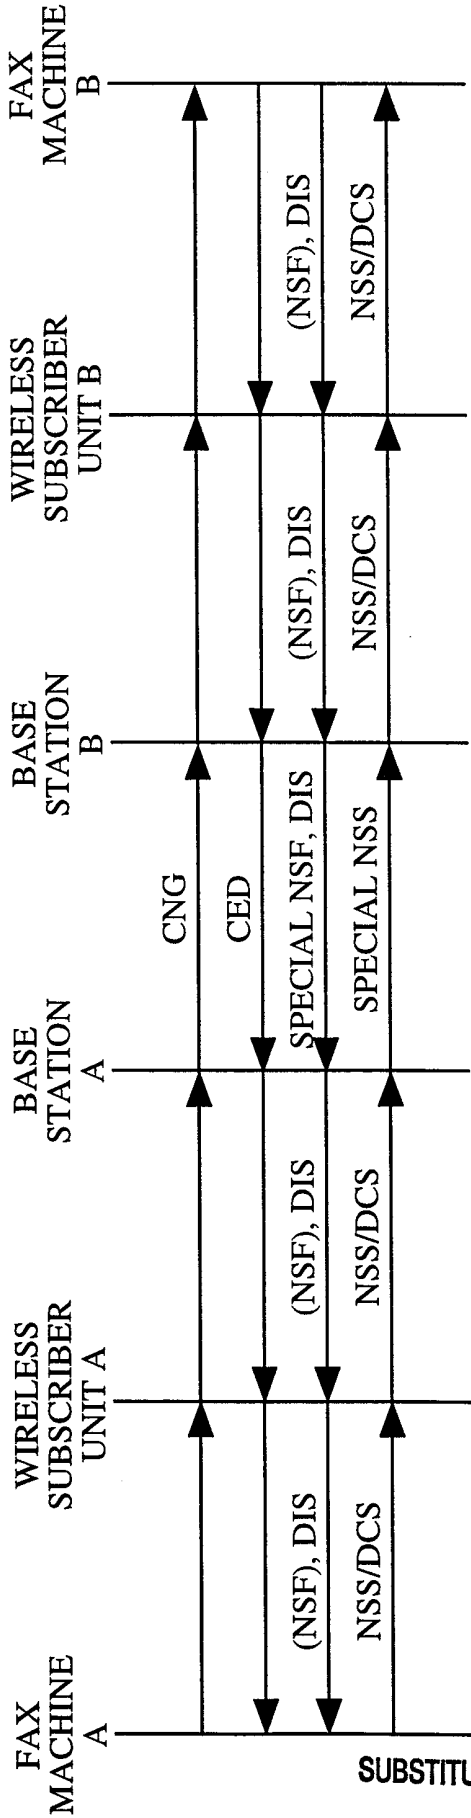 FAX
MACHINE
A
WIRELESS
SUBSCRIBER
UNIT A
BASE
STATION
A
BASE
STATION
B
WIRELESS
SUBSCRIBER
UNIT B
FAX
MACHINE
B
CNG
CED
(NSF), DIS
(NSF), DIS
SPECIAL NSF, DIS
(NSF), DIS
(NSF), DIS
NSS/DCS
NSS/DCS
SPECIAL NSS
NSS/DCS
NSS/DCS
SUBSTITU